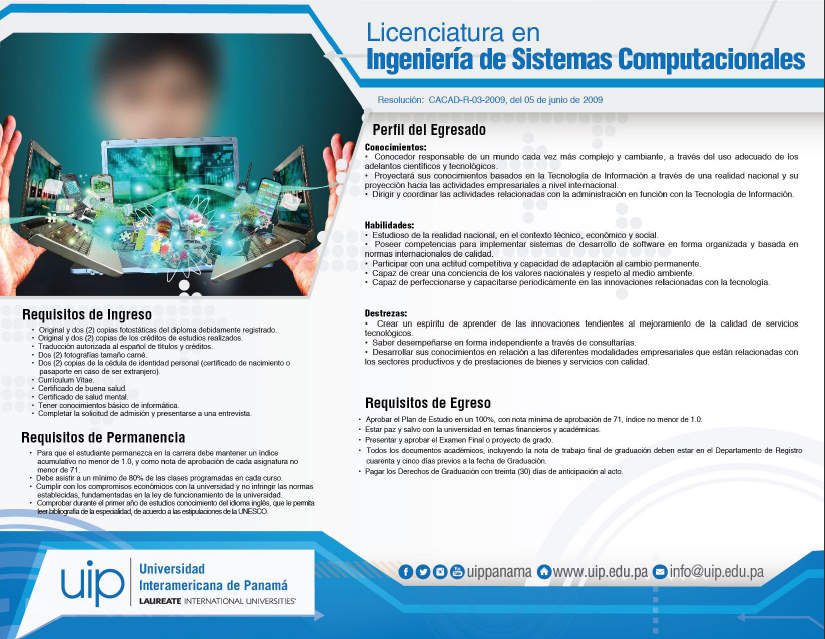 Licenciatura en
Ingeniería de Sistemas Computacionales
Resolución: CACAD-R-03-2009, del 05 de junio de 2009
Perfil del Egresado
Conocimientos:
• Conocedor responsable de un mundo cada vez más complejo y cambiante, a través del uso adecuado de los
adelantos científicos y tecnológicos.
• Proyectará sus conocimientos basados en la Tecnología de Información a través de una realidad nacional y su
proyección hacia las actividades empresariales a nivel internacional.
• Dirigir y coordinar las actividades relacionadas con la administración en función con la Tecnología de Información.
Habilidades:
• Estudioso de la realidad nacional, en el contexto técnico, económico y social.
• Poseer competencias para implementar sistemas de desarrollo de software en forma organizada y basada en
normas internacionales de calidad.
• Participar con una actitud competitiva y capacidad de adaptación al cambio permanente.
• Capaz de crear una conciencia de los valores nacionales y respeto al medio ambiente.
• Capaz de perfeccionarse y capacitarse periodicamente en las innovaciones relacionadas con la tecnología.
Destrezas:
• Crear un espíritu de aprender de las innovaciones tendientes al mejoramiento de la calidad de servicios
tecnológicos.
• Saber desempeñarse en forma independiente a través de consultarías.
• Desarrollar sus conocimientos en relación a las diferentes modalidades empresariales que están relacionadas con
los sectores productivos y de prestaciones de bienes y servicios con calidad.
Requisitos de Egreso
• Aprobar el Plan de Estudio en un 100%, con nota mínima de aprobación de 71, índice no menor de 1.0.
• Estar paz y salvo con la universidad en temas financieros y académicas.
• Presentar y aprobar el Examen Final o proyecto de grado.
• Todos los documentos académicos, incluyendo la nota de trabajo final de graduación deben estar en el Departamento de Registro
cuarenta y cinco días previos a la fecha de Graduación.
• Pagar los Derechos de Graduación con treinta (30) días de anticipación al acto.
Requisitos de Ingreso
• Original y dos (2) copias fotostáticas del diploma debidamente registrado.
• Original y dos (2) copias de los créditos de estudios realizados.
• Traducción autorizada al español de títulos y créditos.
• Dos (2) fotografías tamaño carné.
• Dos (2) copias de la cédula de identidad personal (certificado de nacimiento o
pasaporte en caso de ser extranjero).
• Currículum Vitae.
• Certificado de buena salud.
• Certificado de salud mental.
• Tener conocimientos básico de informática.
• Completar la solicitud de admisión y presentarse a una entrevista.
Requisitos de Permanencia
• Para que el estudiante permanezca en la carrera debe mantener un índice
acumulativo no menor de 1.0, y como nota de aprobación de cada asignatura no
menor de 71.
• Debe asistir a un mínimo de 80% de las clases programadas en cada curso.
• Cumplir con los compromisos económicos con la universidad y no infringir las normas
establecidas, fundamentadas en la ley de funcionamiento de la universidad.
• Comprobar durante el primer año de estudios conocimiento del idioma inglés, que le permita
leer bibliografía de la especialidad, de acuerdo a las estipulaciones de la UNESCO.
uip
Universidad
Interamericana de Panamá
LAUREATE INTERNATIONAL UNIVERSITIES
uippanama www.uip.edu.pa info@uip.edu.pa